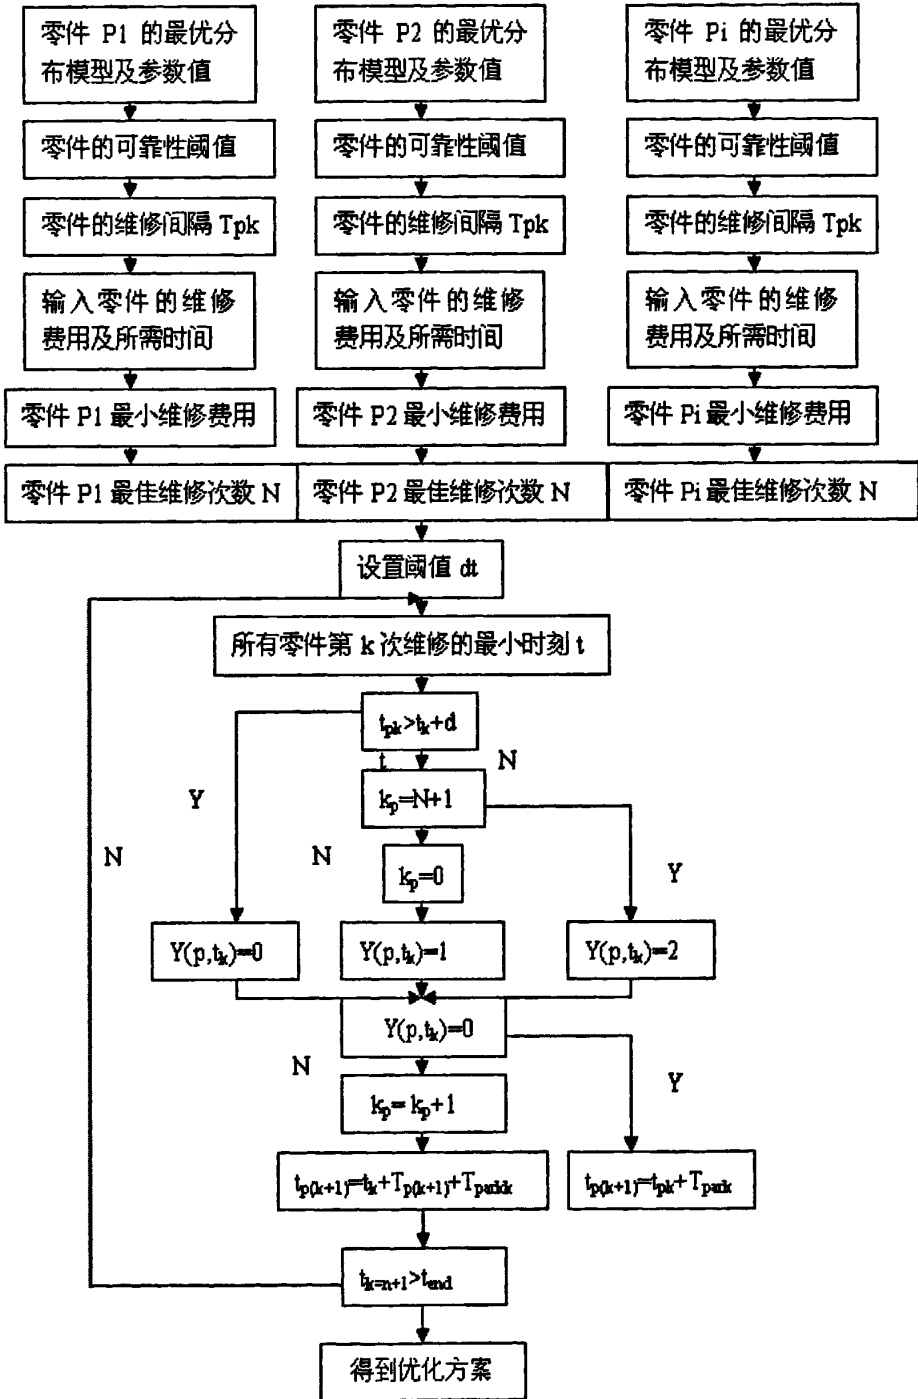 零件 P1 的最优分
布模型及参数值
零件 P2 的最优分
布模型及参数值
零件 Pi 的最优分
布模型及参数值
零件的可靠性阈值
零件的可靠性阈值
零件的可靠性阈值
零件的维修间隔 Tpk
零件的维修间隔 Tpk
零件的维修间隔 Tpk
输入零件的维修
费用及所需时间
输入零件的维修
费用及所需时间
输入零件的维修
费用及所需时间
零件 P1 最小维修费用
零件 P2 最小维修费用
零件 Pi 最小维修费用
零件 P1 最佳维修次数 N
零件 P2 最佳维修次数 N
零件 Pi 最佳维修次数 N
设置阈值 dt
所有零件第 k 次维修的最小时刻 t
tpk>tk+d
t
N
Y
kp=N+1
N
N
kp=0
Y
Y(p,tk)=0
Y(p,tk)=1
Y(p,tk)=2
Y(p,tk)=0
N
Y
kp=kp+1
tp(k+1)=tk+Tp(k+1)+Tparkk
tp(k+1)=tpk+Tpark
tk=n+1>tend
得到优化方案